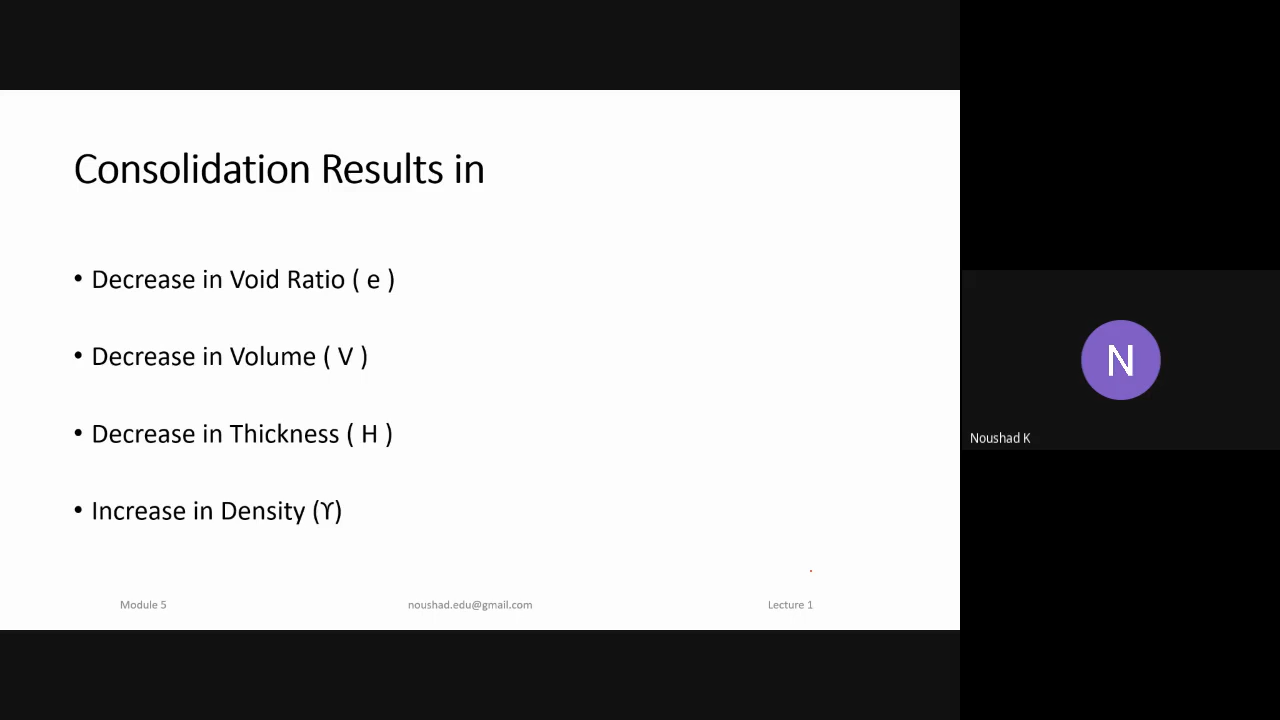 Consolidation Results in
• Decrease in Void Ratio ( e )
• Decrease in Volume ( V )
• Decrease in Thickness ( H )
• Increase in Density (ϒ)
Module 5
noushad.edu@gmail.com
Lecture 1
N
Noushad K